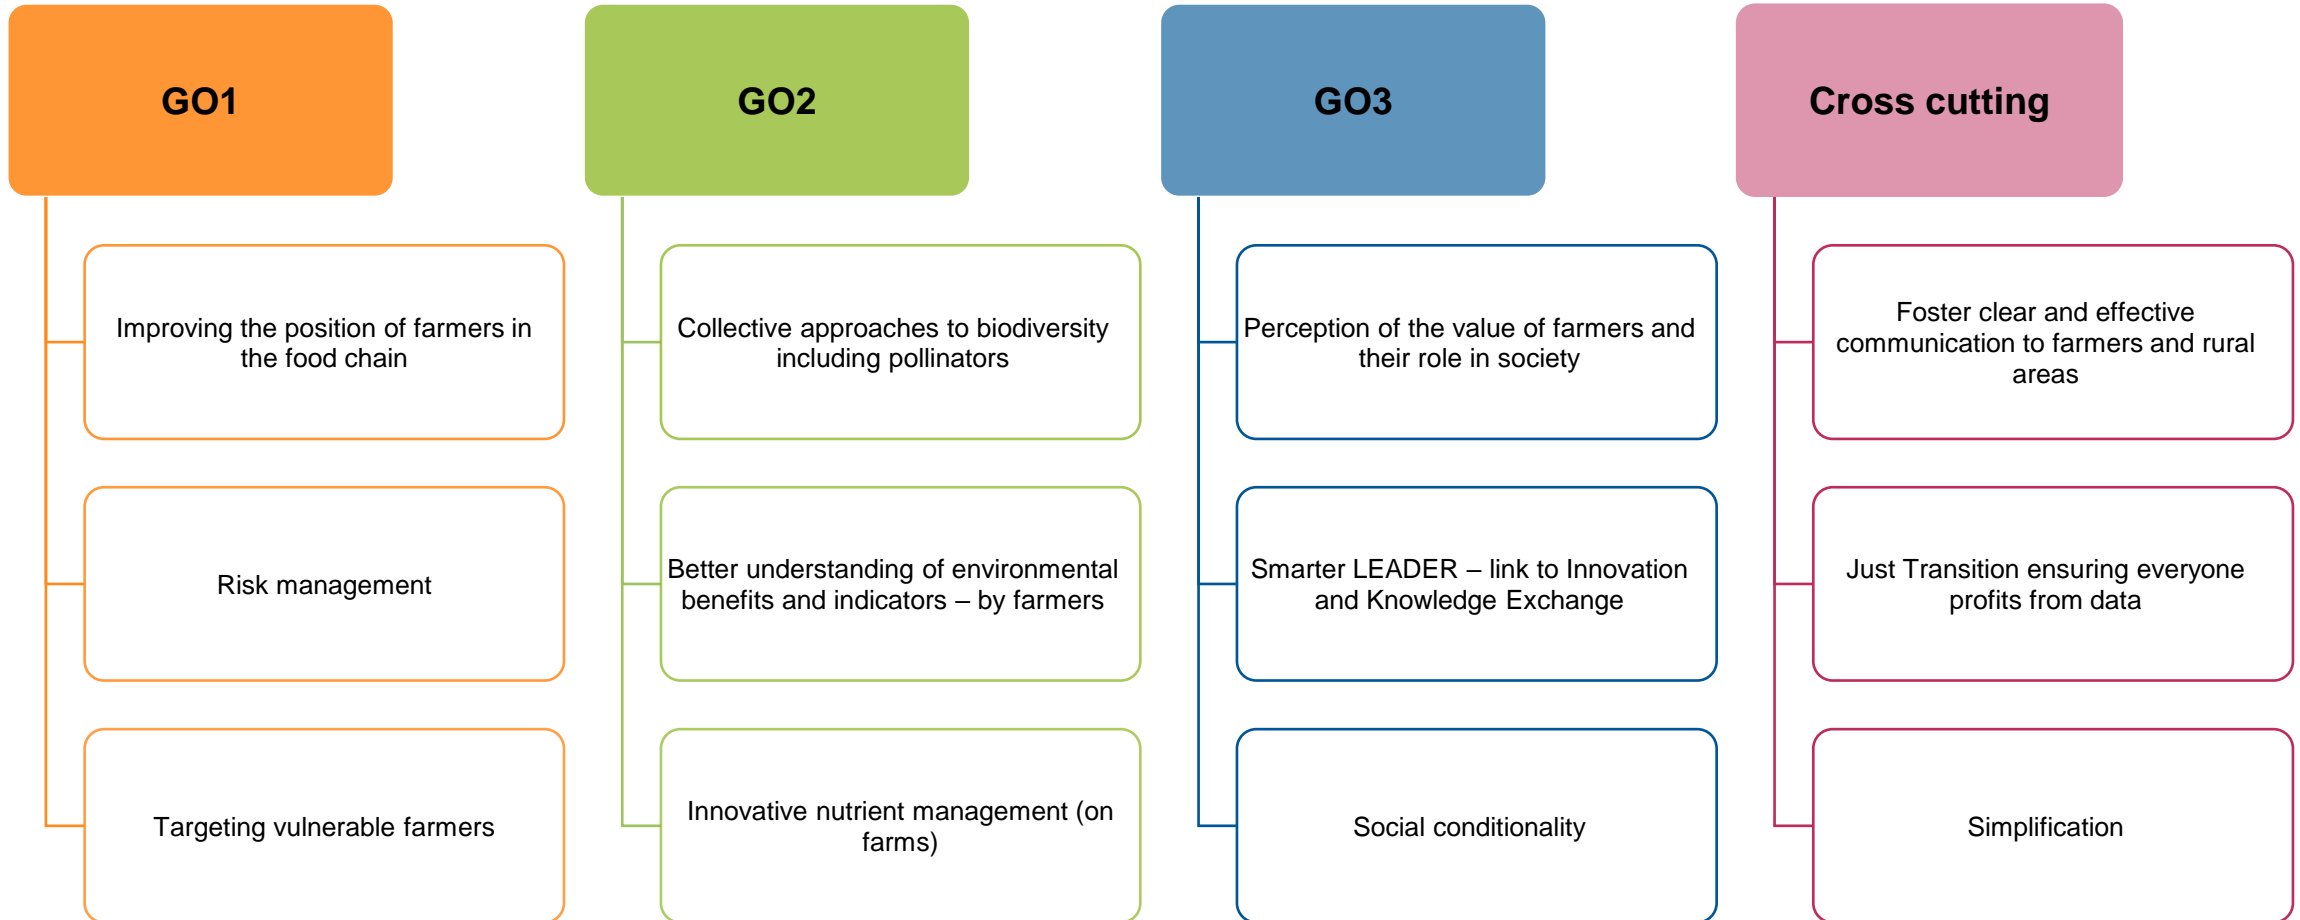 GO1
Improving the position of farmers in
the food chain
Risk management
Targeting vulnerable farmers
GO2
Collective approaches to biodiversity
including pollinators
Better understanding of environmental
benefits and indicators – by farmers
Innovative nutrient management (on
farms)
GO3
Perception of the value of farmers and
their role in society
Smarter LEADER – link to Innovation
and Knowledge Exchange
Social conditionality
Cross cutting
Foster clear and effective
communication to farmers and rural
areas
Just Transition ensuring everyone
profits from data
Simplification